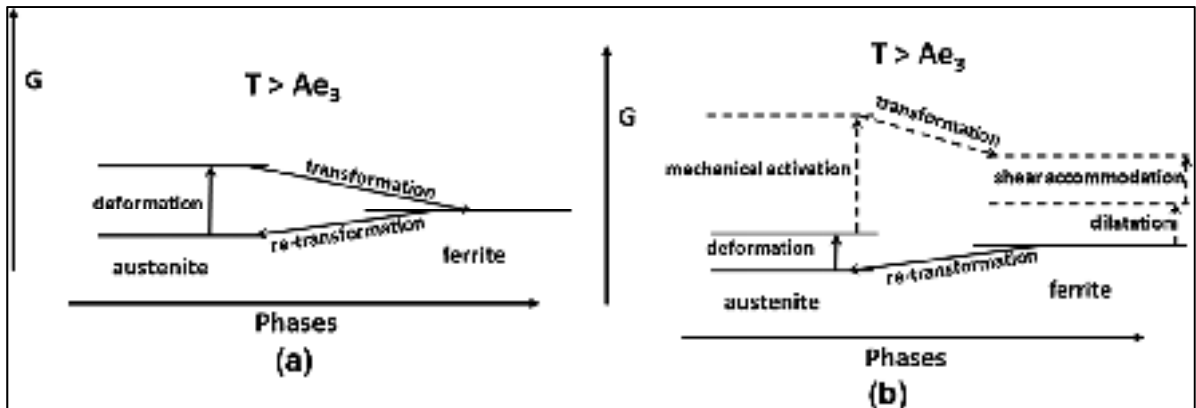 G
T > Ae₃
transformation
deformation
re-transformation
austenite
ferrite
Phases
(a)
T > Ae₃
G
transformation
mechanical activation
shear accommodation
dilatation
deformation
re-transformation
ferrite
austenite
Phases
(b)